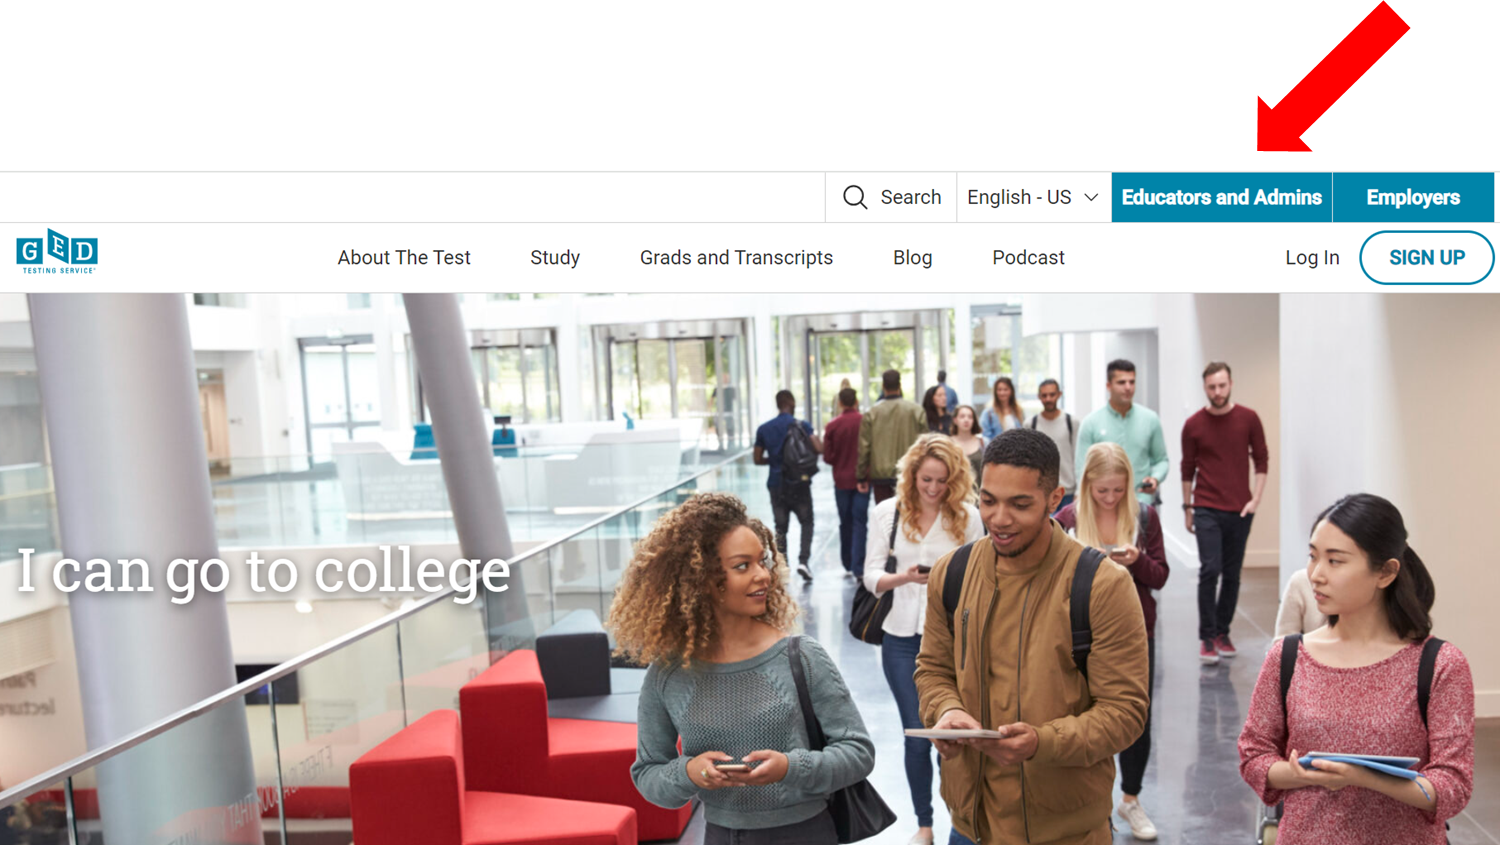 Search
English - US
Educators and Admins
Employers
GED
TESTING SERVICE
About The Test
Study
Grads and Transcripts
Blog
Podcast
Log In
SIGN UP
I can go to college